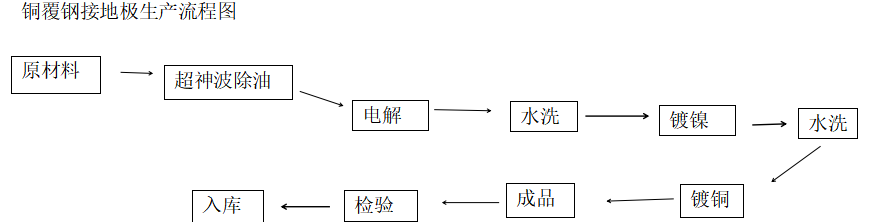 铜覆钢接地极生产流程图
原材料
超神波除油
电解
水洗
镀镍
水洗
镀铜
成品
检验
入库